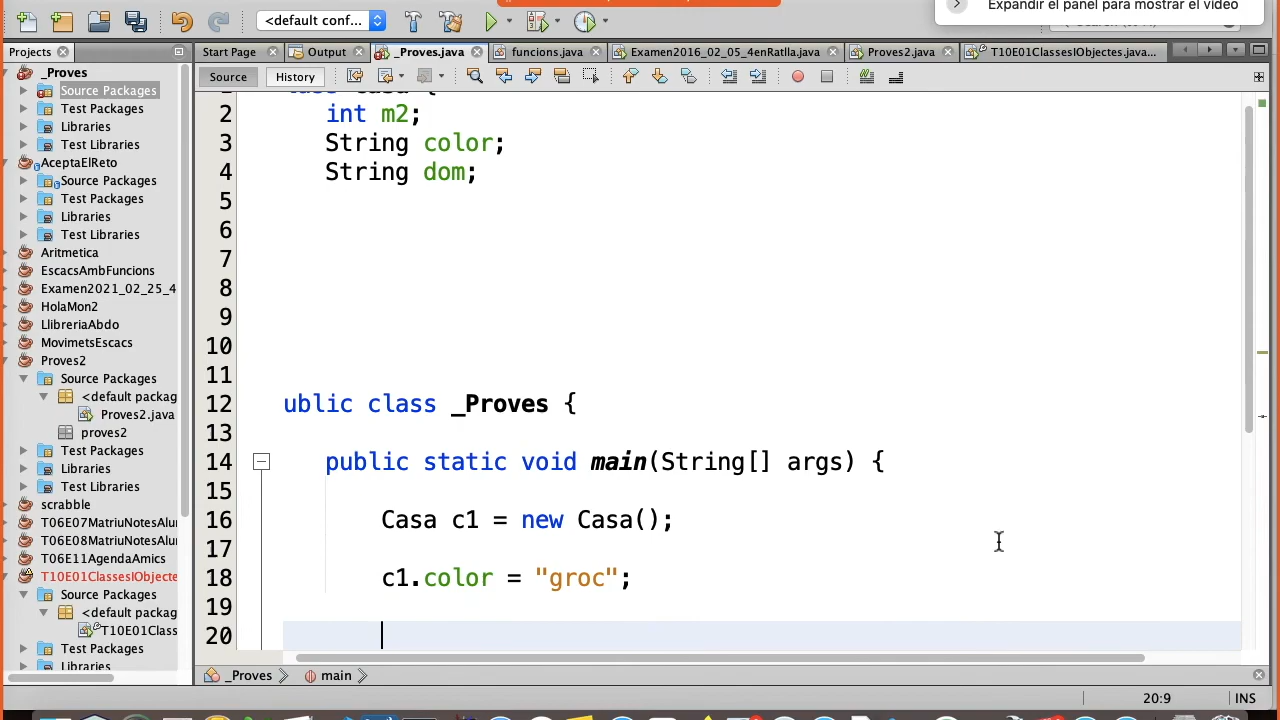 <default conf...
Expandir el panel para mostrar el vídeo
Projects
Start Page
Output
_Proves.java
funcions.java
Examen2016_02_05_4enRatlla.java
Proves2.java
T10E01ClassesIObjectes.java...
Source
History
_Proves
Source Packages
Test Packages
Libraries
Test Libraries
AceptaElReto
Source Packages
Test Packages
Libraries
Test Libraries
Aritmetica
EscacsAmbFuncions
Examen2021_02_25_4
HolaMon2
LlibreriaAbdo
MovimetsEscacs
Proves2
Source Packages
<default packag
Proves2.java
proves2
Test Packages
Libraries
Test Libraries
scrabble
T06E07MatriuNotesAlu
T06E08MatriuNotesAlu
T06E11AgendaAmics
T10E01ClassesIObjecte
Source Packages
<default packag
T10E01Class
Test Packages
Libraries
2 int m2;
3 String color;
4 String dom;
5
6
7
8
9
10
11
12 ublic class _Proves {
13
14 public static void main(String[] args) {
15
16 Casa c1 = new Casa();
17
18 c1.color = "groc";
19
20
_Proves
main
20:9
INS